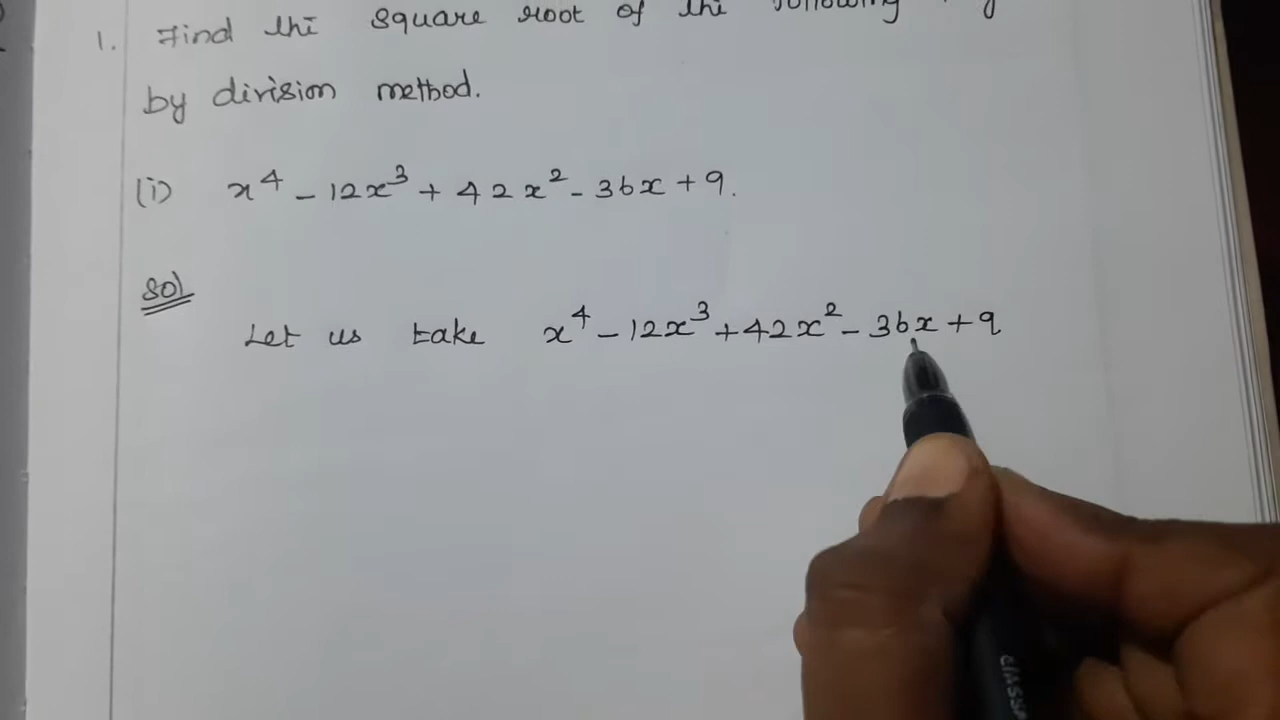 1. Find the square root of the following
by division method.
(i) x⁴ - 12x³ + 42x² - 36x + 9.
Sol
Let us take x⁴ - 12x³ + 42x² - 36x + 9